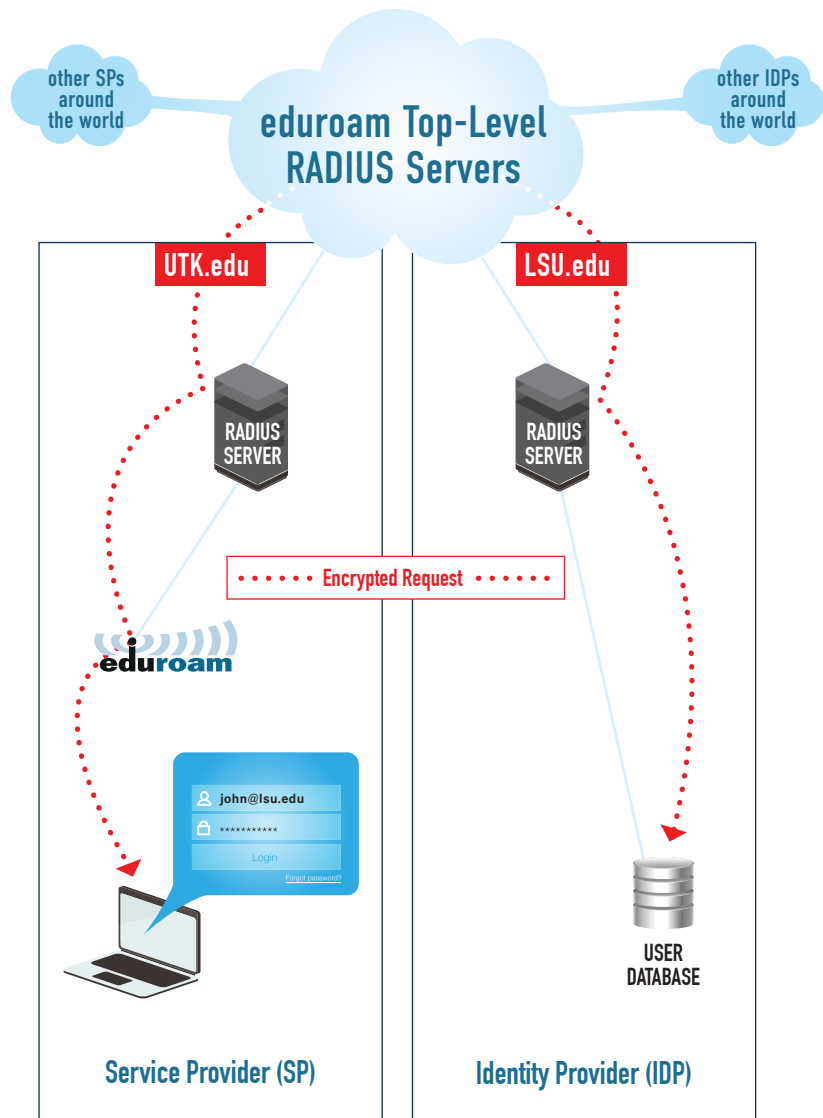 other SPs
around
the world
other IDPs
around
the world
eduroam Top-Level
RADIUS Servers
UTK.edu
LSU.edu
RADIUS
SERVER
RADIUS
SERVER
Encrypted Request
eduroam
john@lsu.edu
***********
Login
Forgot password?
USER
DATABASE
Service Provider (SP)
Identity Provider (IDP)